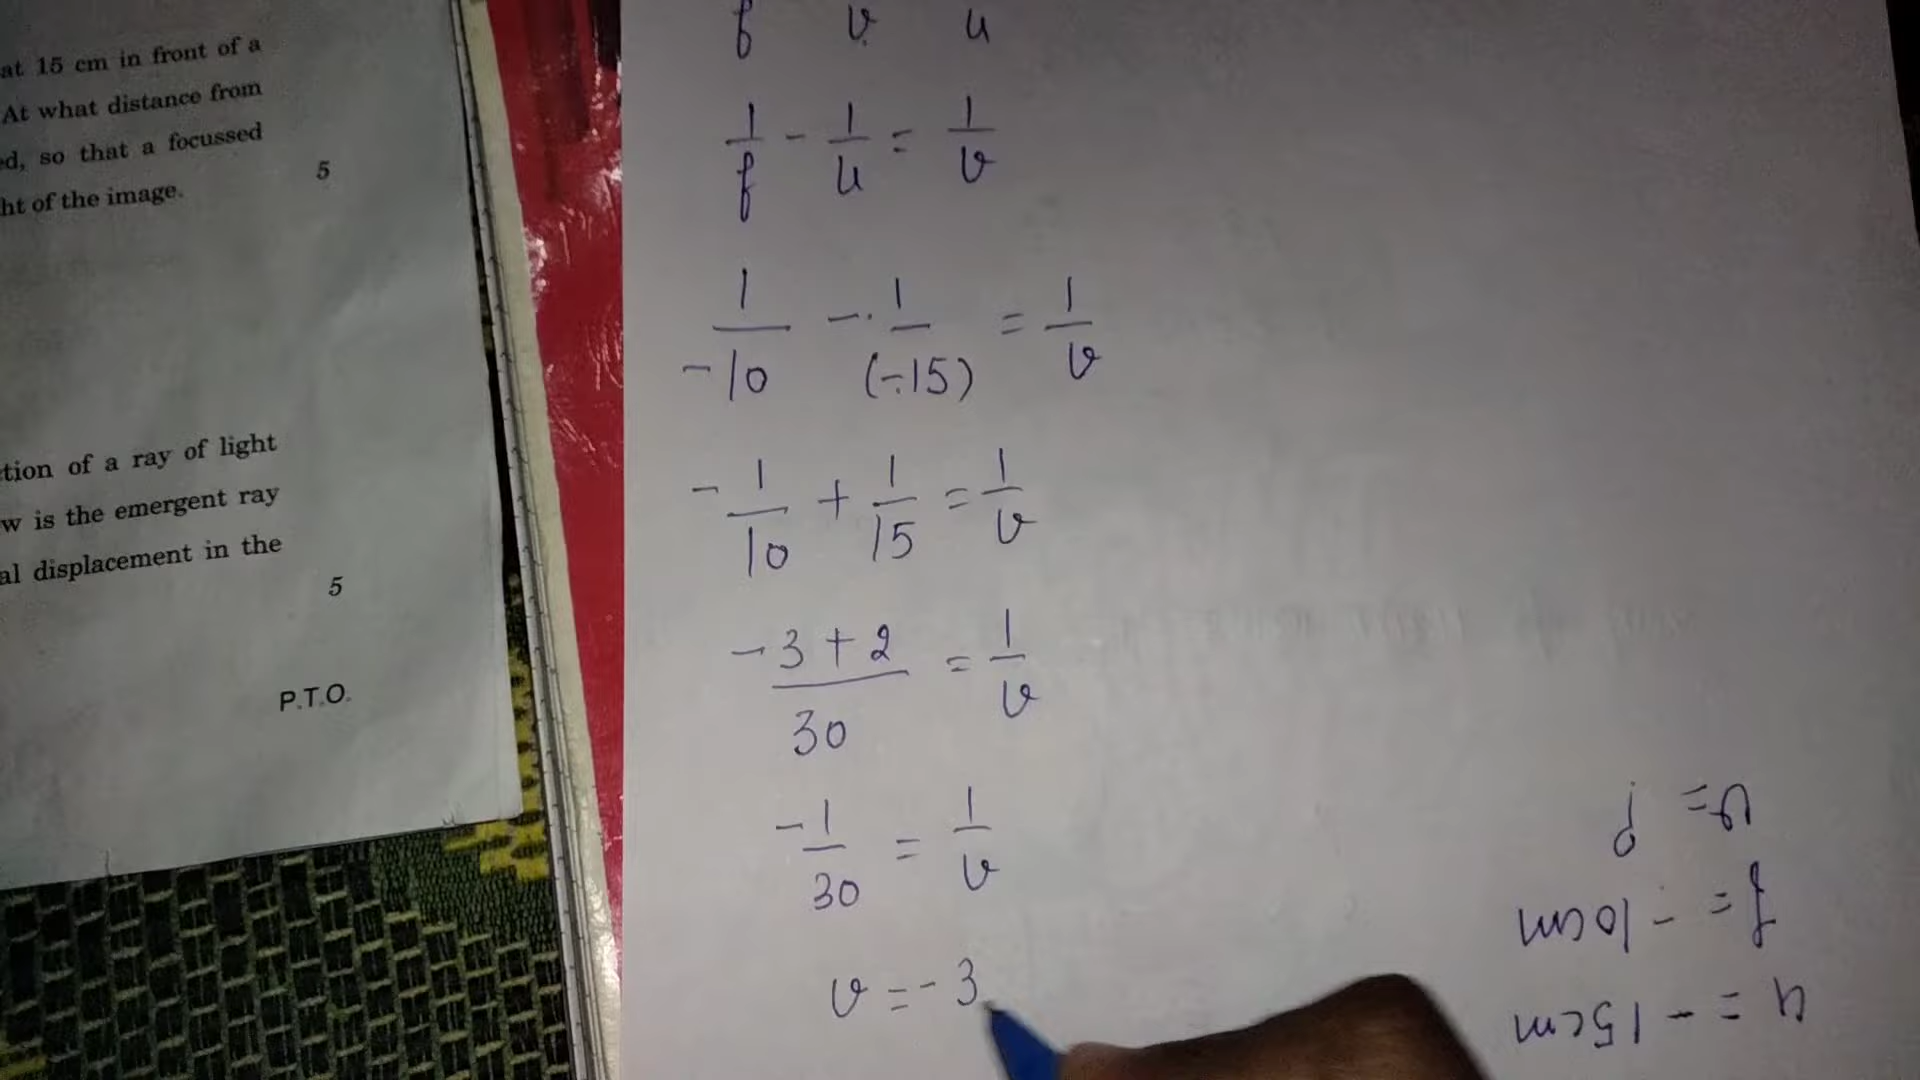 at 15 cm in front of a
At what distance from
ed, so that a focussed
ht of the image. 5
tion of a ray of light
w is the emergent ray
al displacement in the
5
P.T.O.
f v u
1/f - 1/u = 1/v
1/-10 - 1/(-15) = 1/v
-1/10 + 1/15 = 1/v
-3+2/30 = 1/v
-1/30 = 1/v
v = -3
u = -15cm
f = -10cm
v = ?